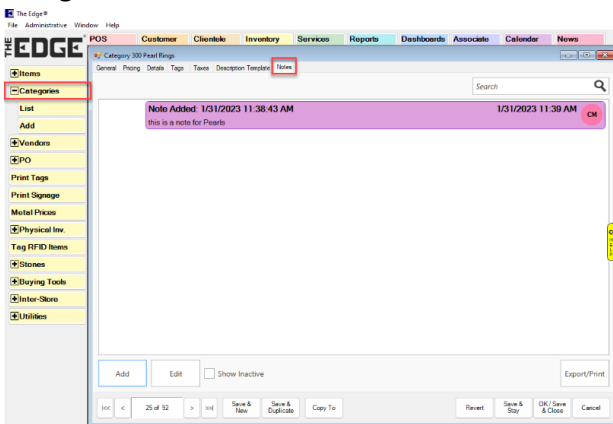 The Edge®
File Administrative Window Help
THE EDGE®
POS Customer Clientele Inventory Services Reports Dashboards Associate Calendar News
Items
Categories
List
Add
Vendors
PO
Print Tags
Print Signage
Metal Prices
Physical Inv.
Tag RFID Items
Stones
Buying Tools
Inter-Store
Utilities
Category 300 Pearl Rings
General Pricing Details Tags Taxes Description Template Notes
Search
Note Added: 1/31/2023 11:38:43 AM 1/31/2023 11:39 AM CM
this is a note for Pearls
Add Edit Show Inactive Export/Print
|<< < 25 of 92 > >>| Save & New Save & Duplicate Copy To Revert Save & Stay OK / Save & Close Cancel